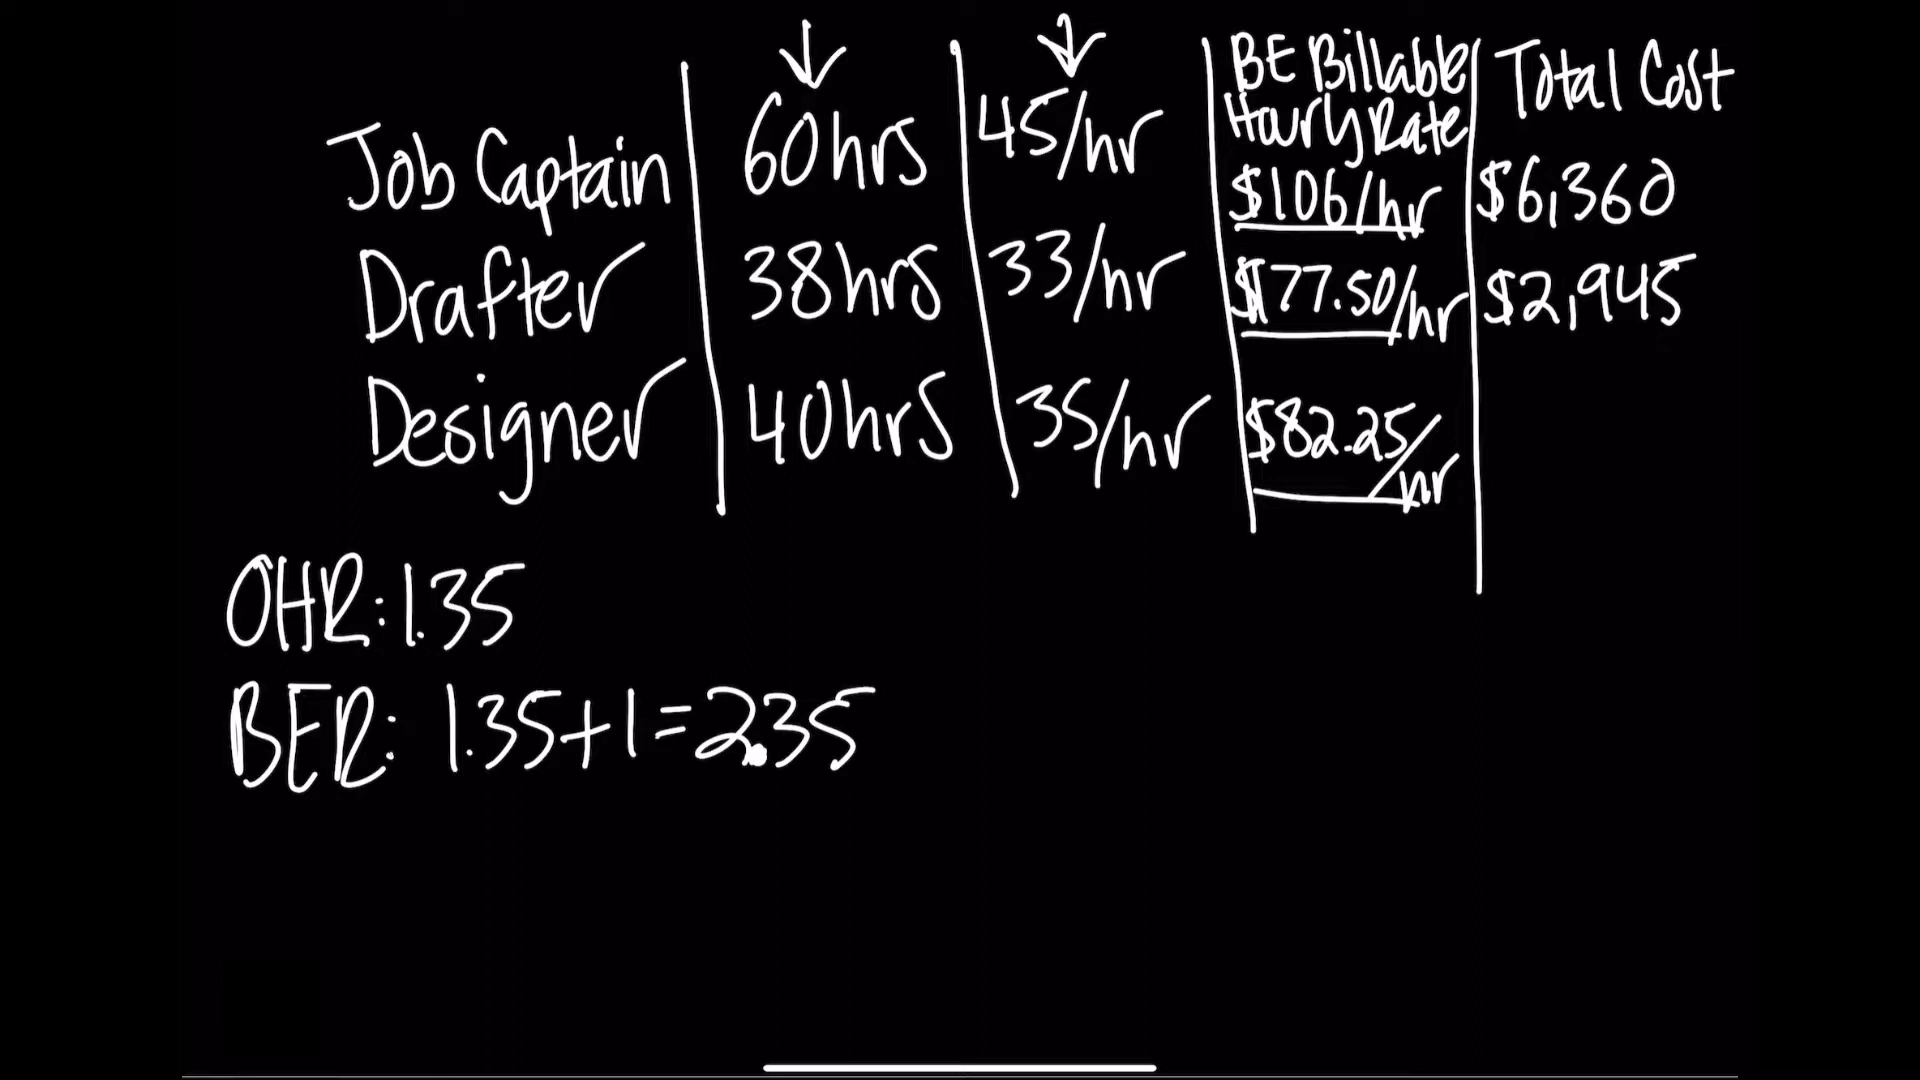 BE Billable Hourly Rate Total Cost
Job Captain 60hrs 45/hr $106/hr $6,360
Drafter 38hrs 33/hr $77.50/hr $2,945
Designer 40hrs 35/hr $82.25/hr
OHR: 1.35
BER: 1.35+1=2.35